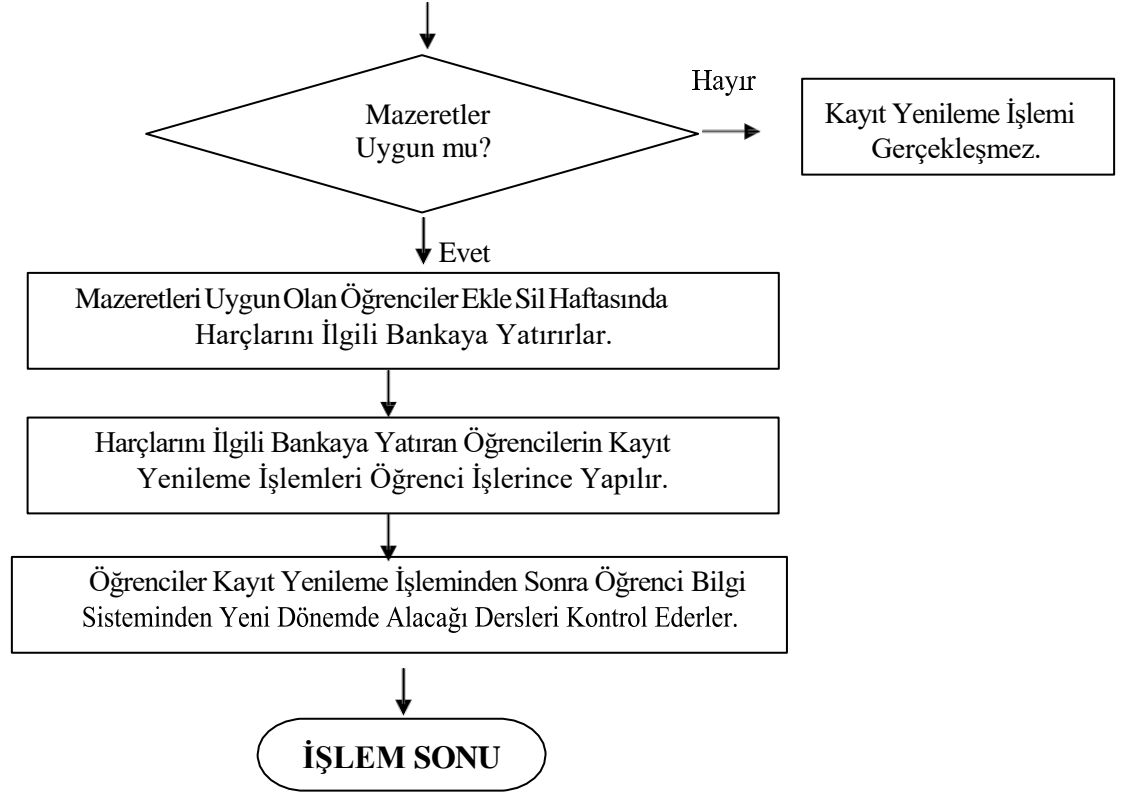 Mazeretler
Uygun mu?
Hayır
Kayıt Yenileme İşlemi
Gerçekleşmez.
Evet
Mazeretleri Uygun Olan Öğrenciler Ekle Sil Haftasında
Harçlarını İlgili Bankaya Yatırırlar.
Harçlarını İlgili Bankaya Yatıran Öğrencilerin Kayıt
Yenileme İşlemleri Öğrenci İşlerince Yapılır.
Öğrenciler Kayıt Yenileme İşleminden Sonra Öğrenci Bilgi
Sisteminden Yeni Dönemde Alacağı Dersleri Kontrol Ederler.
İŞLEM SONU